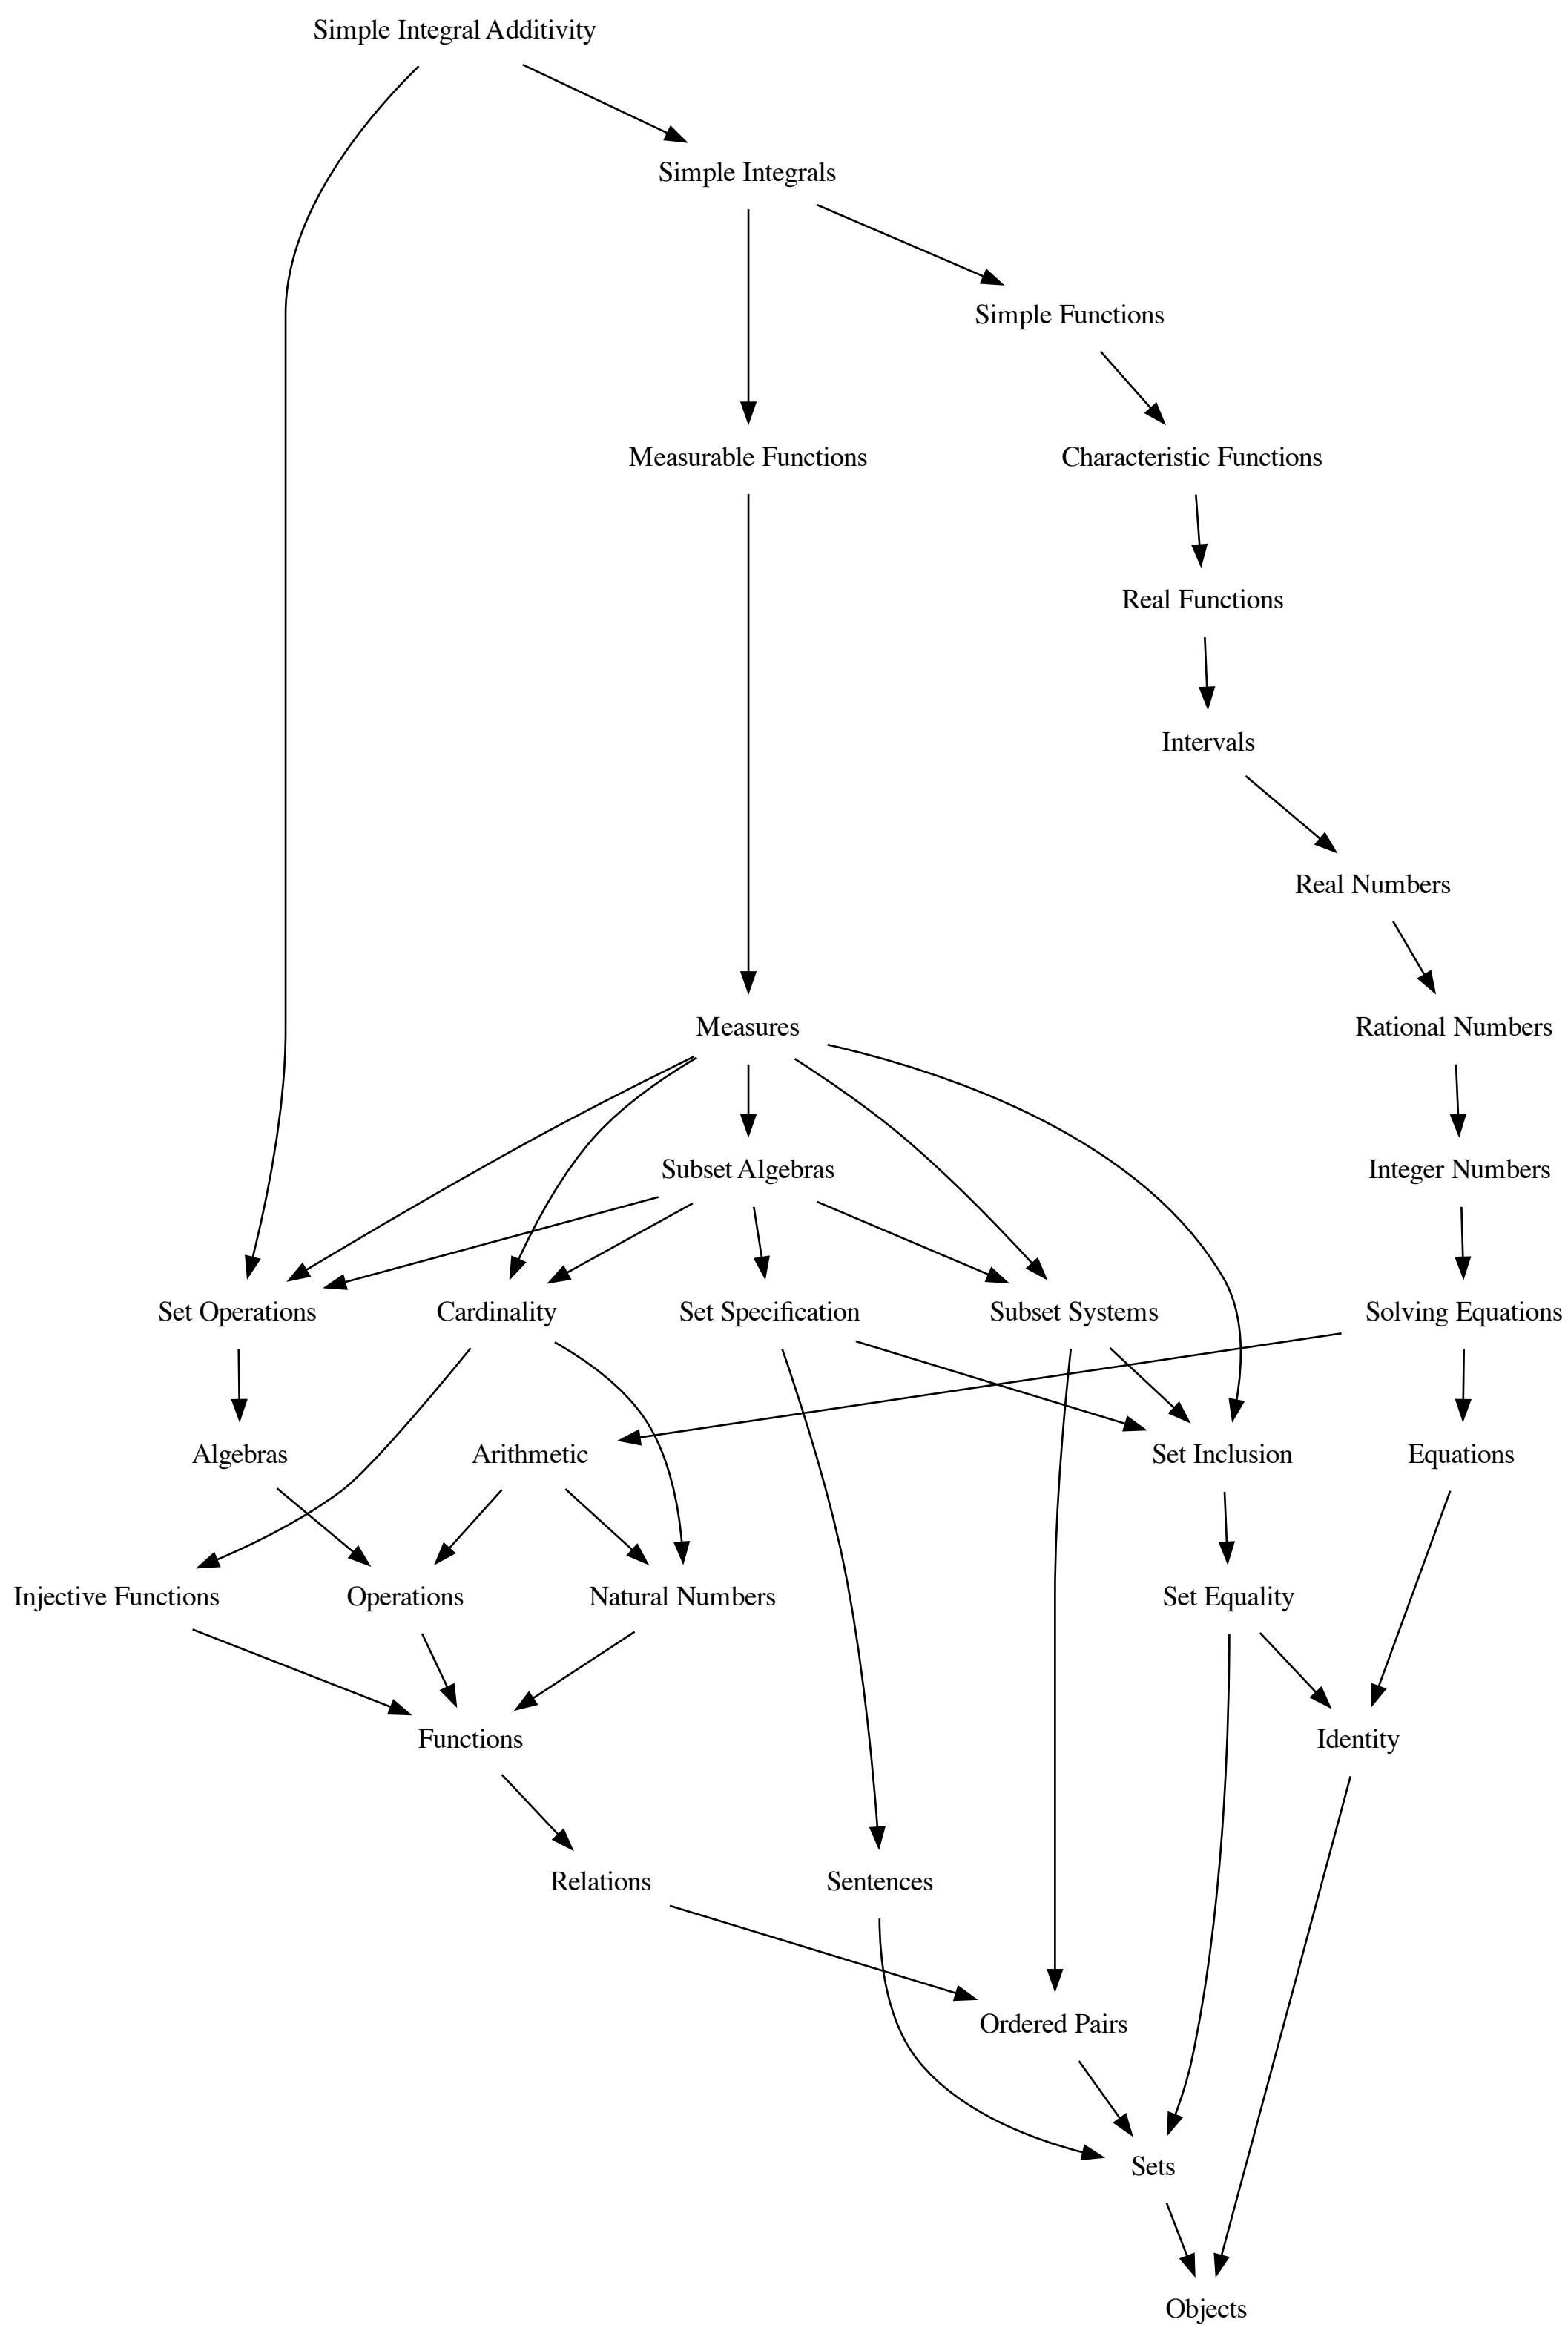 Simple Integral Additivity
Simple Integrals
Simple Functions
Measurable Functions
Characteristic Functions
Real Functions
Intervals
Real Numbers
Measures
Rational Numbers
Subset Algebras
Integer Numbers
Set Operations
Cardinality
Set Specification
Subset Systems
Solving Equations
Algebras
Arithmetic
Set Inclusion
Equations
Injective Functions
Operations
Natural Numbers
Set Equality
Functions
Identity
Relations
Sentences
Ordered Pairs
Sets
Objects